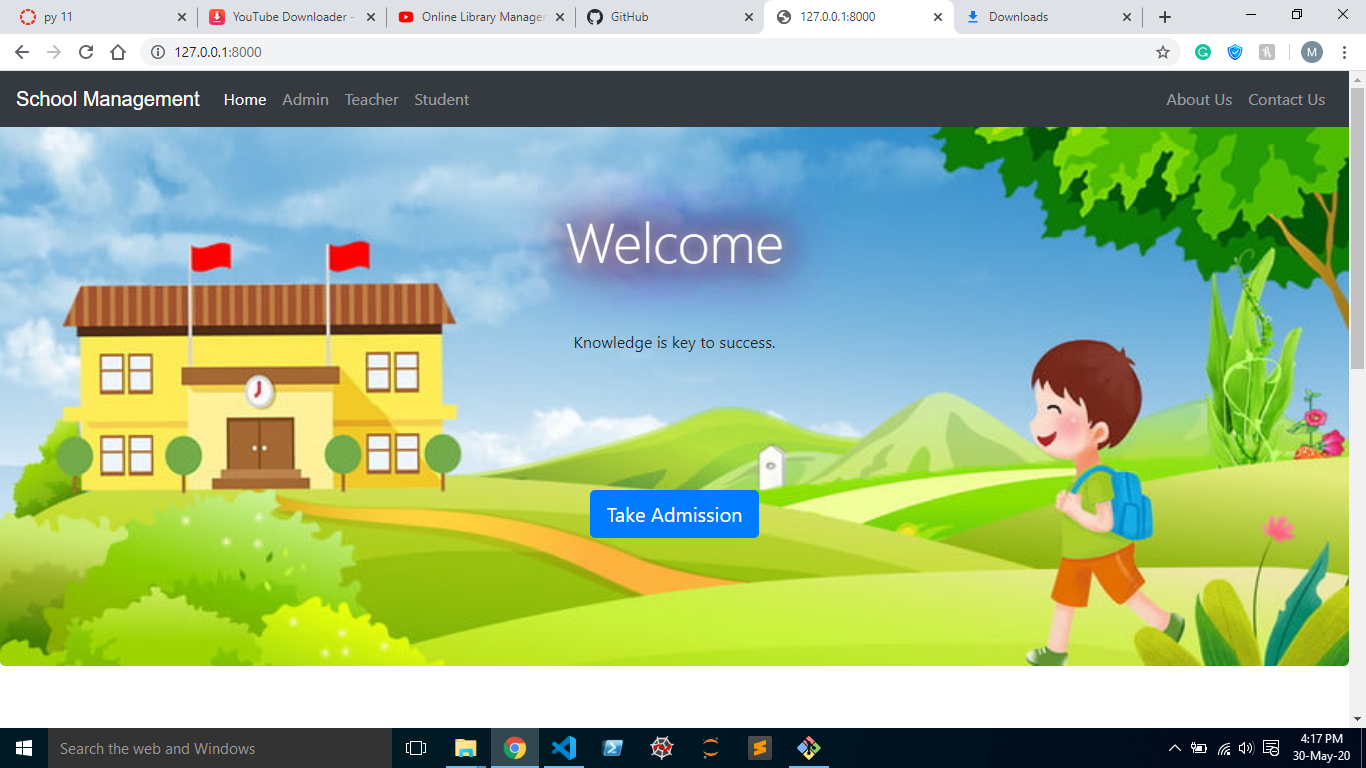 py 11
YouTube Downloader -
Online Library Manager
GitHub
127.0.0.1:8000
Downloads
127.0.0.1:8000
M
School Management
Home
Admin
Teacher
Student
About Us
Contact Us
Welcome
Knowledge is key to success.
Take Admission
Search the web and Windows
4:17 PM
30-May-20